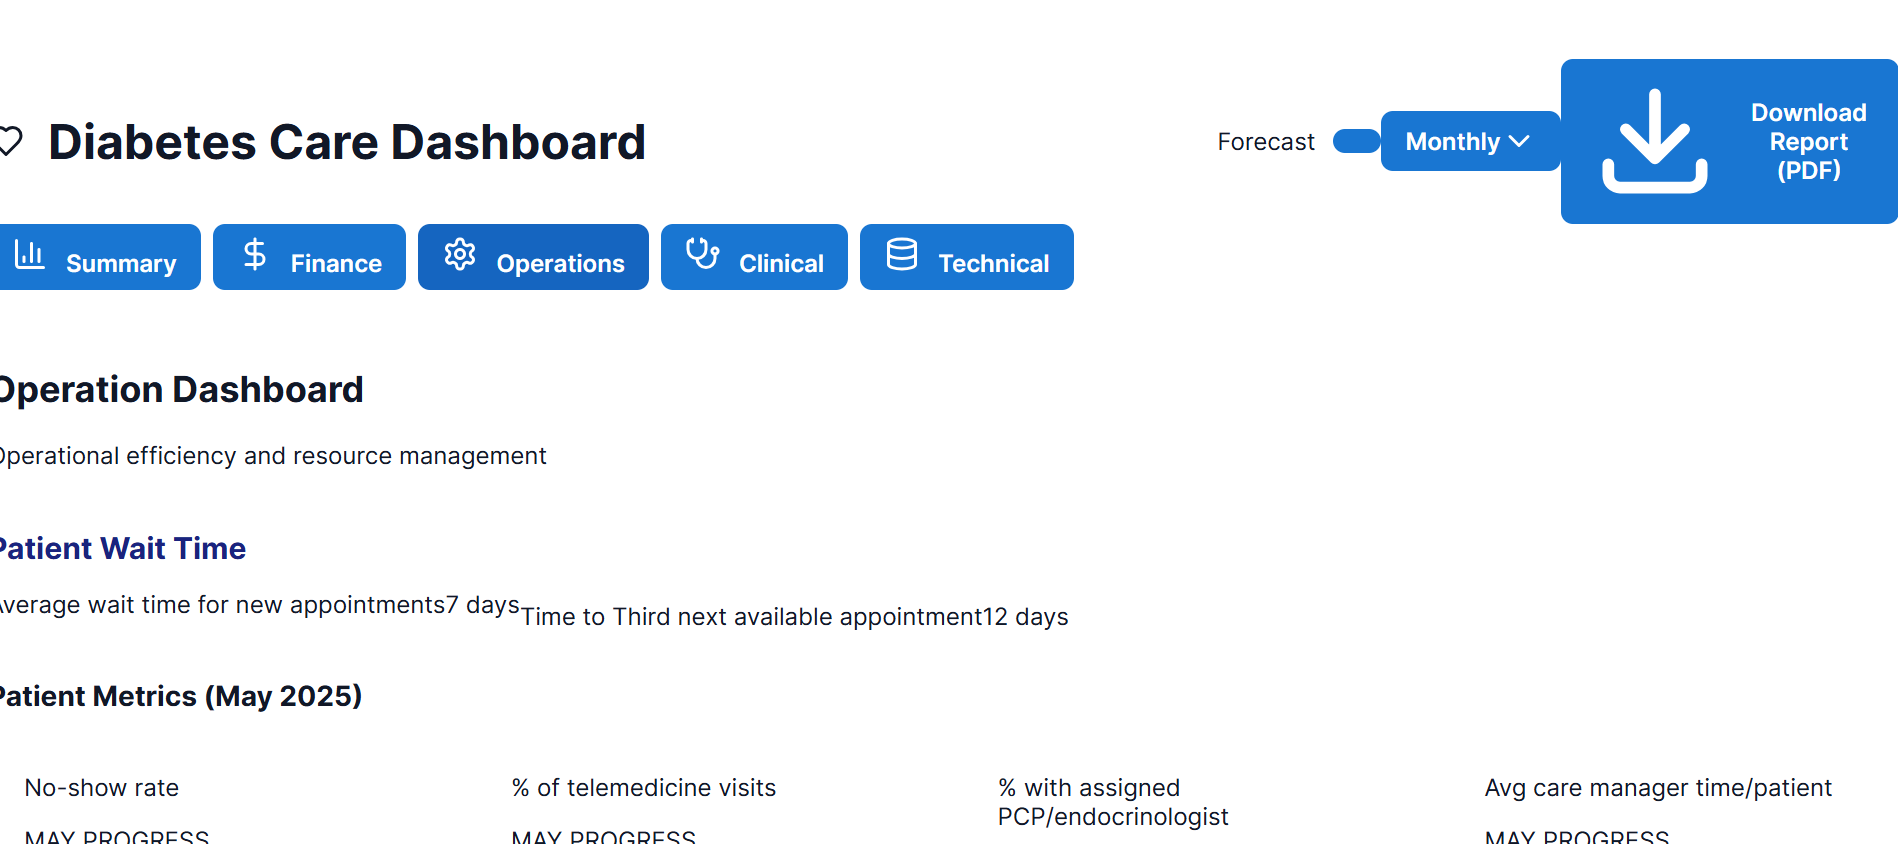 Diabetes Care Dashboard
Forecast
Monthly
Download
Report
(PDF)
Summary
Finance
Operations
Clinical
Technical
Operation Dashboard
Operational efficiency and resource management
Patient Wait Time
Average wait time for new appointments7 days
Time to Third next available appointment12 days
Patient Metrics (May 2025)
No-show rate
% of telemedicine visits
% with assigned
PCP/endocrinologist
Avg care manager time/patient
MAY PROGRESS
MAY PROGRESS
MAY PROGRESS